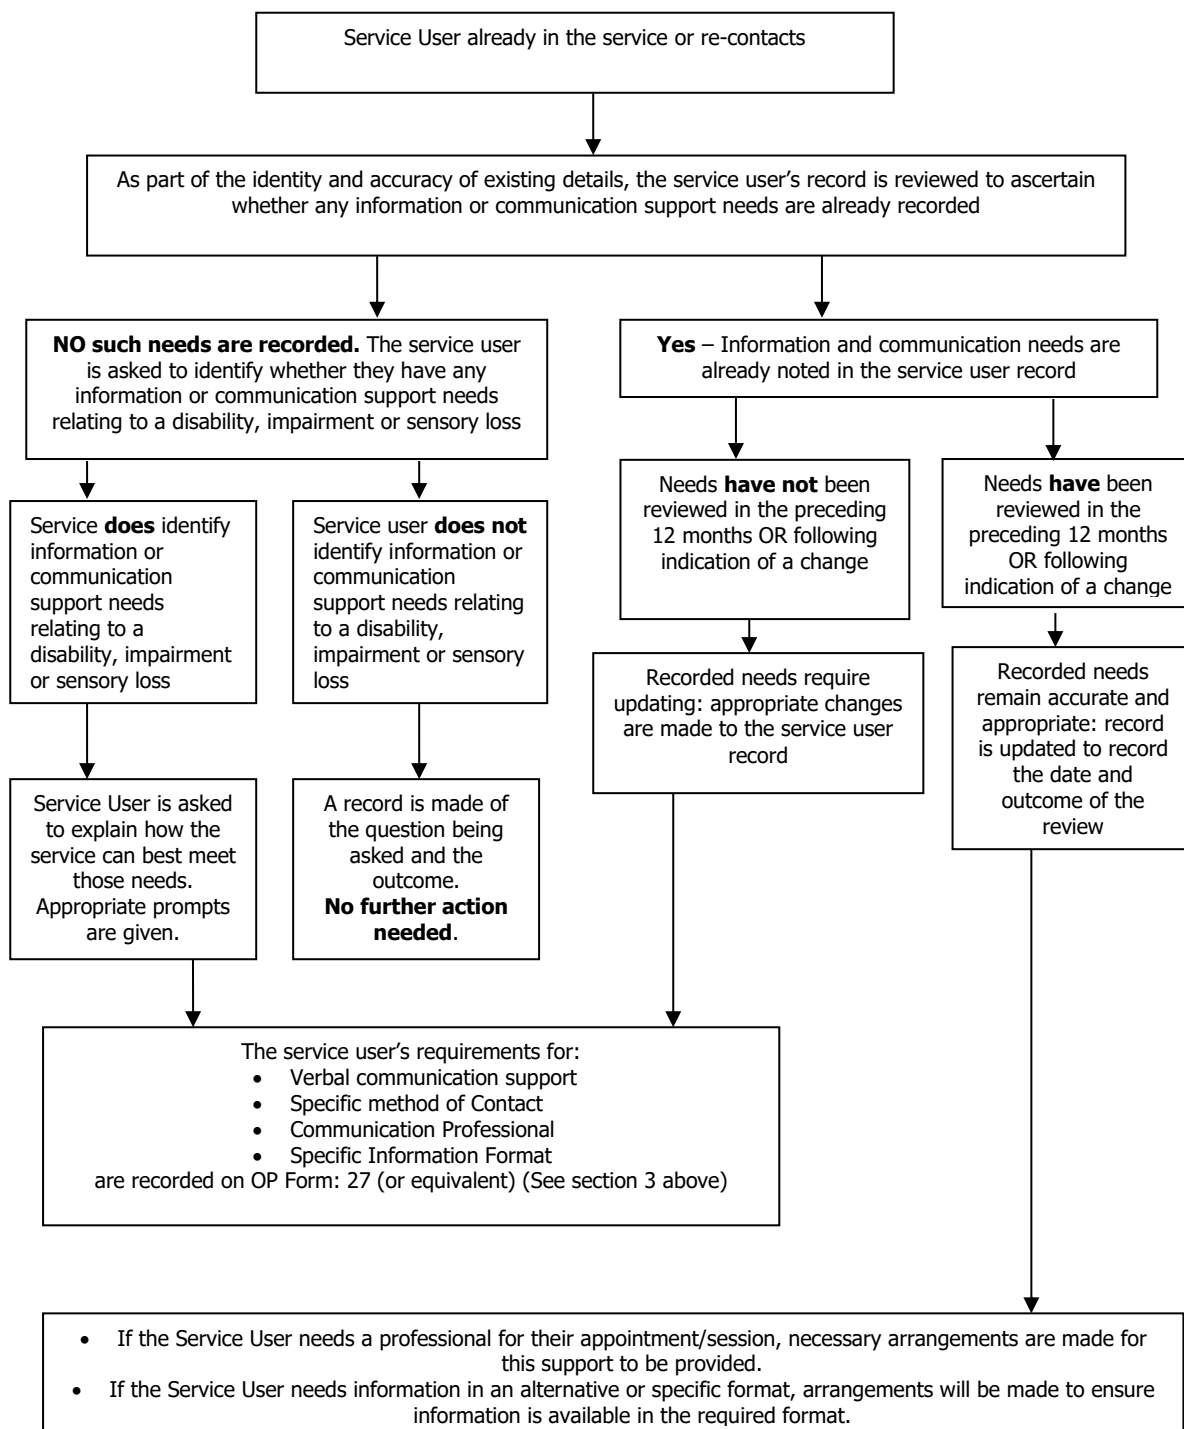 Service User already in the service or re-contacts
As part of the identity and accuracy of existing details, the service user’s record is reviewed to ascertain
whether any information or communication support needs are already recorded
NO such needs are recorded. The service user
is asked to identify whether they have any
information or communication support needs
relating to a disability, impairment or sensory loss
Yes – Information and communication needs are
already noted in the service user record
Service does identify
information or
communication
support needs
relating to a
disability, impairment
or sensory loss
Service user does not
identify information or
communication
support needs relating
to a disability,
impairment or sensory
loss
Needs have not been
reviewed in the preceding
12 months OR following
indication of a change
Needs have been
reviewed in the
preceding 12 months
OR following
indication of a change
Recorded needs require
updating: appropriate changes
are made to the service user
record
Recorded needs
remain accurate and
appropriate: record
is updated to record
the date and
outcome of the
review
Service User is asked
to explain how the
service can best meet
those needs.
Appropriate prompts
are given.
A record is made of
the question being
asked and the
outcome.
No further action
needed.
The service user’s requirements for:
• Verbal communication support
• Specific method of Contact
• Communication Professional
• Specific Information Format
are recorded on OP Form: 27 (or equivalent) (See section 3 above)
• If the Service User needs a professional for their appointment/session, necessary arrangements are made for
this support to be provided.
• If the Service User needs information in an alternative or specific format, arrangements will be made to ensure
information is available in the required format.